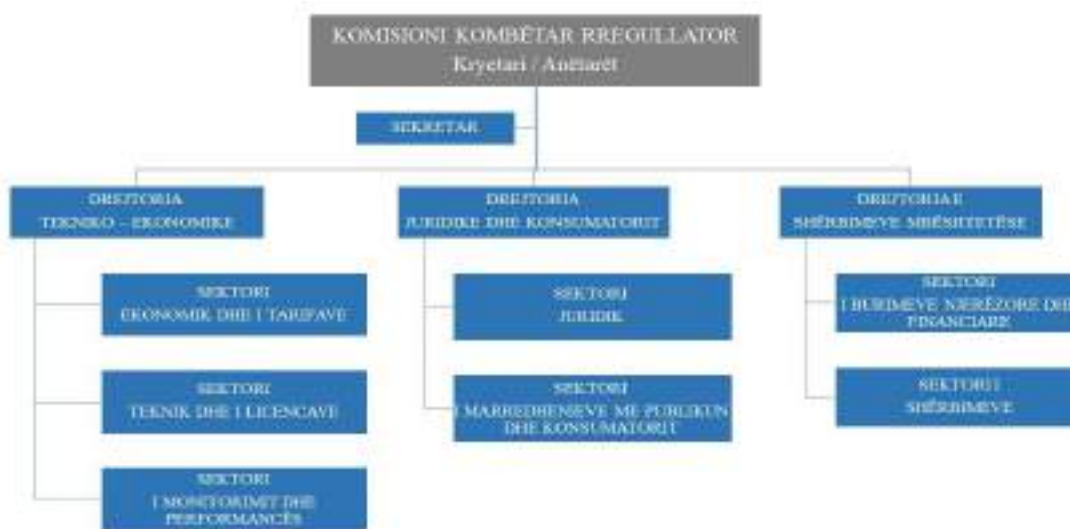 KOMISIONI KOMBËTAR RREGULLATOR
Kryetari / Anëtarët
SEKRETAR
DREJTORIA
TEKNIKO – EKONOMIKE
SEKTORI
EKONOMIK DHE I TARIFAVE
SEKTORI
TEKNIK DHE I LICENCAVE
SEKTORI
I MONITORIMIT DHE
PERFORMANCËS
DREJTORIA
JURIDIKE DHE KONSUMATORIT
SEKTORI
JURIDIK
SEKTORI
I MARREDHENIEVE ME PUBLIKUN
DHE KONSUMATORIT
DREJTORIA E
SHËRBIMEVE MBËSHTETËSE
SEKTORI
I BURIMEVE NJERËZORE DHE
FINANCIARE
SEKTORI I
SHËRBIMEVE